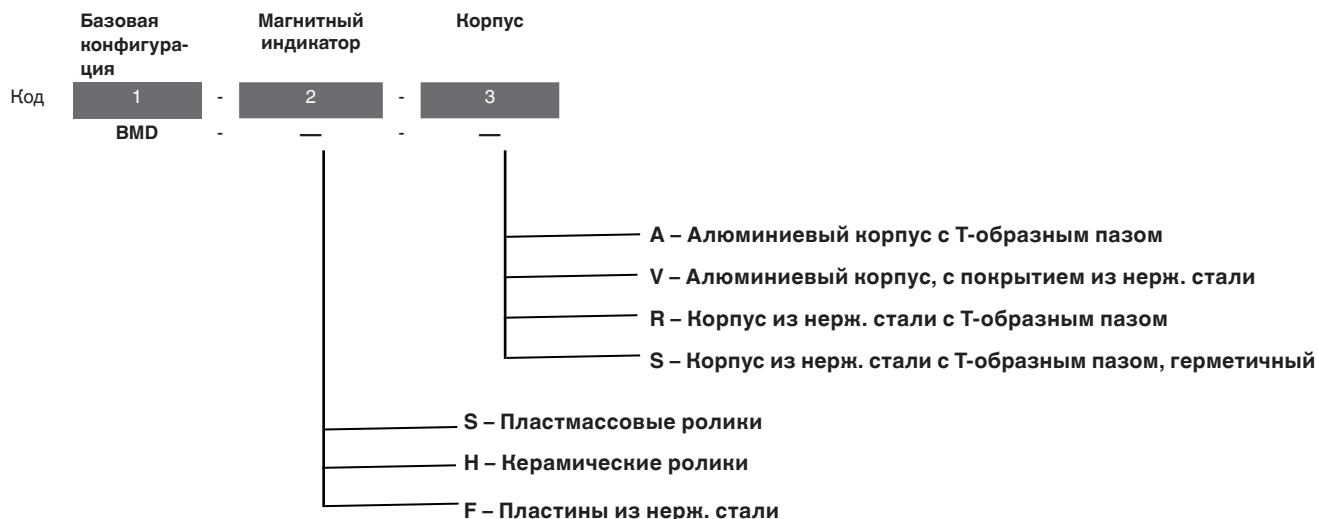 Базовая
конфигура-
ция
Магнитный
индикатор
Корпус
Код 1 - 2 - 3
BMD - — - —
A – Алюминиевый корпус с Т-образным пазом
V – Алюминиевый корпус, с покрытием из нерж. стали
R – Корпус из нерж. стали с Т-образным пазом
S – Корпус из нерж. стали с Т-образным пазом, герметичный
S – Пластмассовые ролики
H – Керамические ролики
F – Пластины из нерж. стали